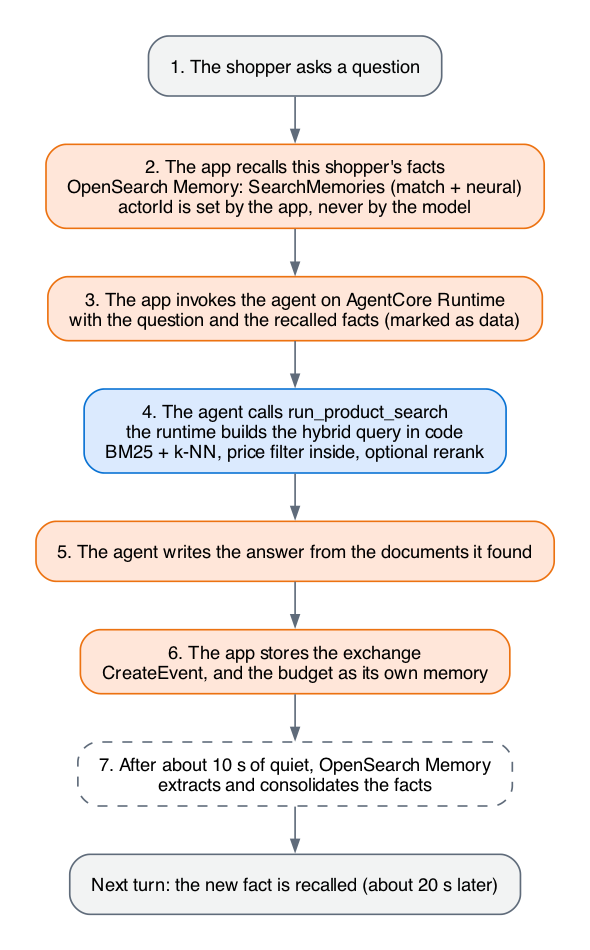 1. The shopper asks a question
2. The app recalls this shopper's facts
OpenSearch Memory: SearchMemories (match + neural)
actorId is set by the app, never by the model
3. The app invokes the agent on AgentCore Runtime
with the question and the recalled facts (marked as data)
4. The agent calls run_product_search
the runtime builds the hybrid query in code
BM25 + k-NN, price filter inside, optional rerank
5. The agent writes the answer from the documents it found
6. The app stores the exchange
CreateEvent, and the budget as its own memory
7. After about 10 s of quiet, OpenSearch Memory
extracts and consolidates the facts
Next turn: the new fact is recalled (about 20 s later)